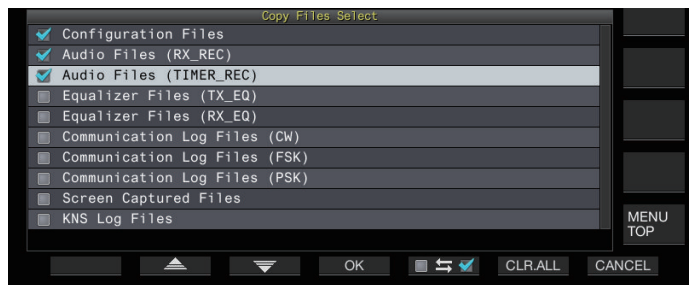 Copy Files Select
Configuration Files
Audio Files (RX_REC)
Audio Files (TIMER_REC)
Equalizer Files (TX_EQ)
Equalizer Files (RX_EQ)
Communication Log Files (CW)
Communication Log Files (FSK)
Communication Log Files (PSK)
Screen Captured Files
KNS Log Files
MENU
TOP
OK
CLR.ALL
CANCEL